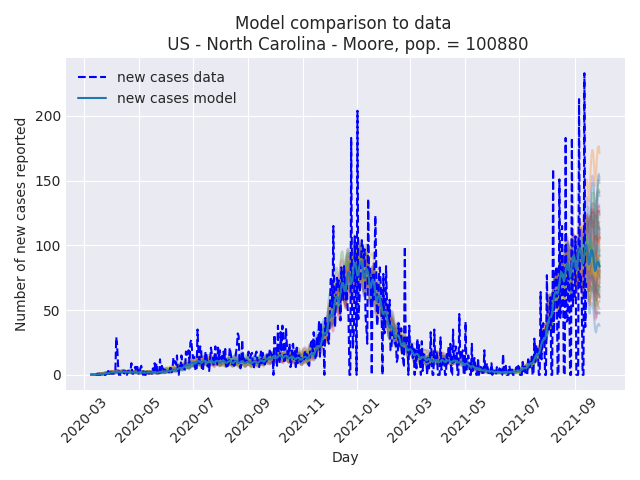 Model comparison to data
US - North Carolina - Moore, pop. = 100880
new cases data
new cases model
Number of new cases reported
200
150
100
50
0
2020-03
2020-05
2020-07
2020-09
2020-11
2021-01
2021-03
2021-05
2021-07
2021-09
Day